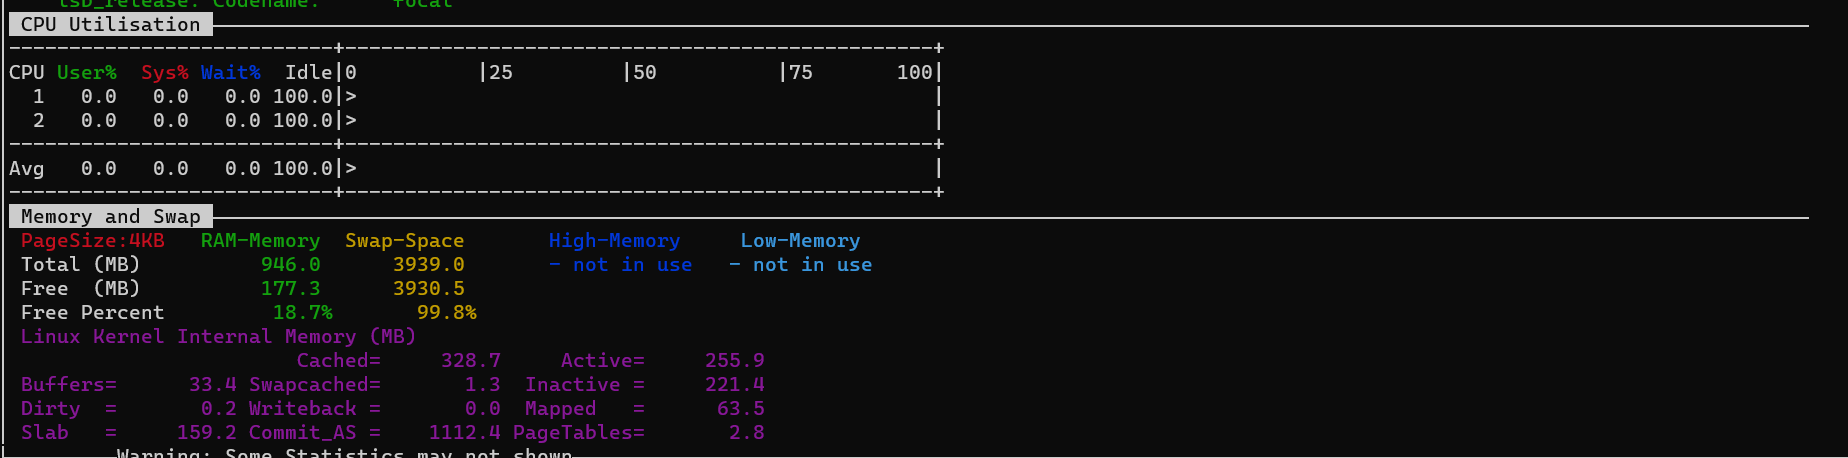 lsb_release: Codename:      focal
CPU Utilisation
---------------------------+-------------------------------------------------+
CPU User%  Sys% Wait%  Idle|0          |25         |50          |75       100|
  1   0.0   0.0   0.0 100.0|>                                                |
  2   0.0   0.0   0.0 100.0|>                                                |
---------------------------+-------------------------------------------------+
Avg   0.0   0.0   0.0 100.0|>                                                |
---------------------------+-------------------------------------------------+
Memory and Swap
PageSize:4KB   RAM-Memory  Swap-Space       High-Memory     Low-Memory
Total (MB)          946.0      3939.0       - not in use   - not in use
Free  (MB)          177.3      3930.5
Free Percent         18.7%       99.8%
Linux Kernel Internal Memory (MB)
                       Cached=     328.7     Active=     255.9
Buffers=      33.4 Swapcached=       1.3  Inactive =     221.4
Dirty  =       0.2 Writeback =       0.0  Mapped   =      63.5
Slab   =     159.2 Commit_AS =    1112.4 PageTables=       2.8
Warning: Some Statistics may not shown